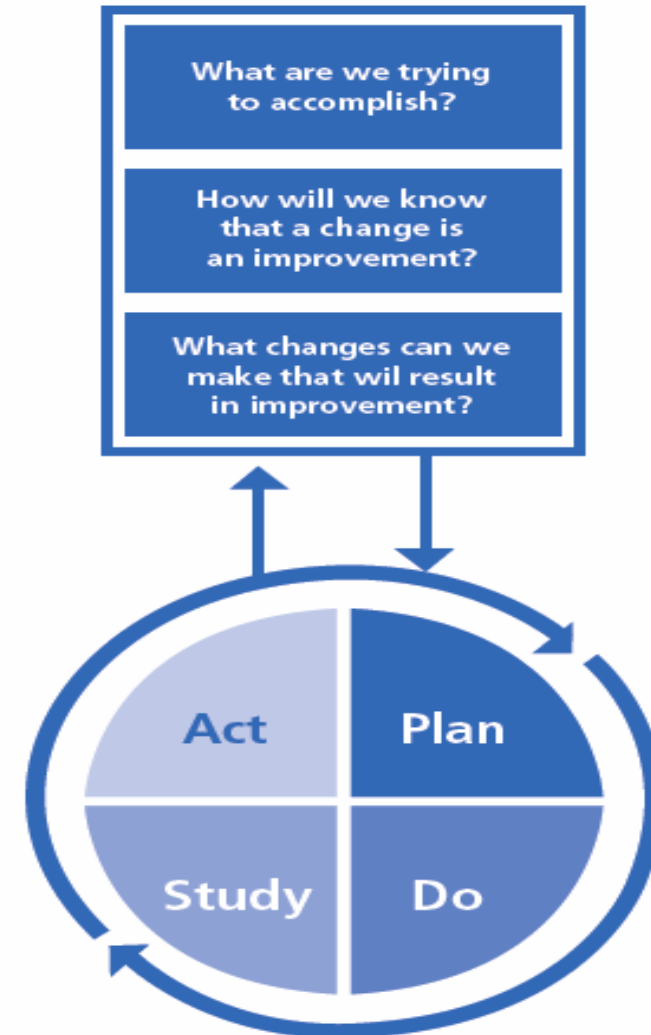 What are we trying
to accomplish?
How will we know
that a change is
an improvement?
What changes can we
make that wil result
in improvement?
Act
Plan
Study
Do